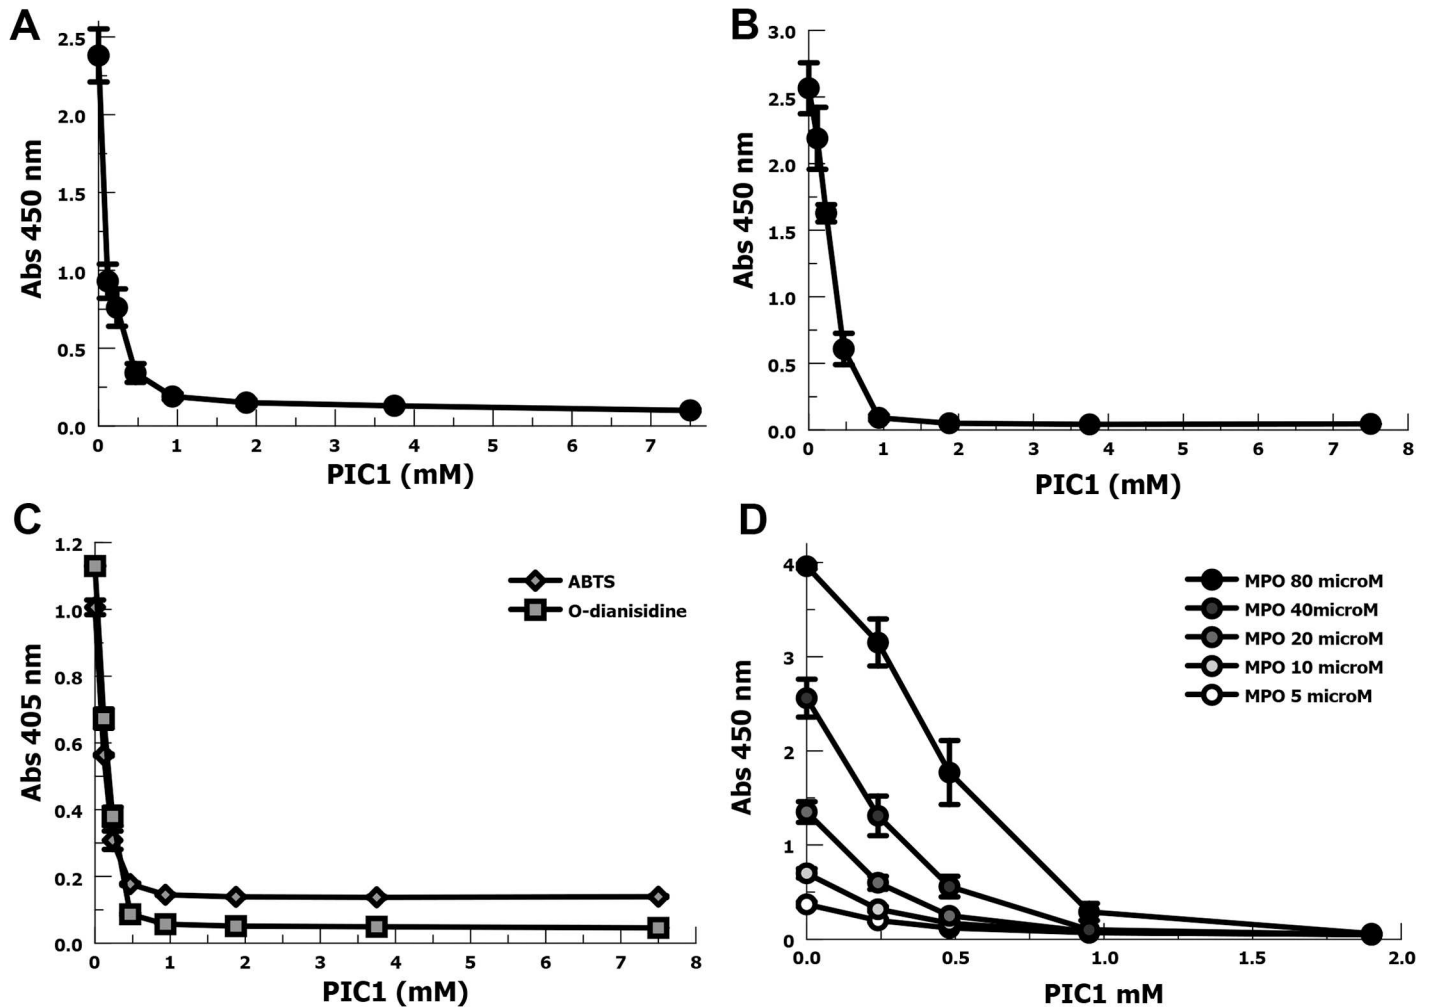 A
2.5
2.0
1.5
1.0
0.5
0.0
Abs 450 nm
0 1 2 3 4 5 6 7
PIC1 (mM)
B
3.0
2.5
2.0
1.5
1.0
0.5
0.0
Abs 450 nm
0 1 2 3 4 5 6 7 8
PIC1 (mM)
C
1.2
1.0
0.8
0.6
0.4
0.2
0.0
Abs 405 nm
ABTS
O-dianisidine
0 1 2 3 4 5 6 7 8
PIC1 (mM)
D
4
3
2
1
0
Abs 450 nm
MPO 80 microM
MPO 40microM
MPO 20 microM
MPO 10 microM
MPO 5 microM
0.0 0.5 1.0 1.5 2.0
PIC1 mM